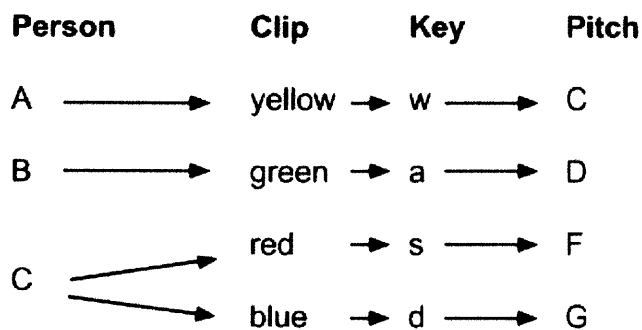 Person Clip Key Pitch
A yellow w C
B green a D
red s F
C
blue d G